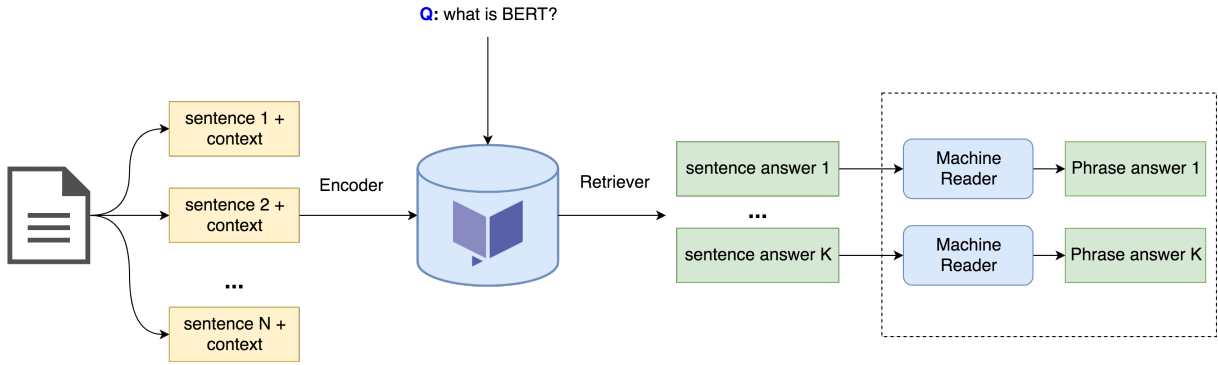 Q: what is BERT?
sentence 1 +
context
sentence 2 +
context
...
sentence N +
context
Encoder
Retriever
sentence answer 1
...
sentence answer K
Machine
Reader
Phrase answer 1
Machine
Reader
Phrase answer K